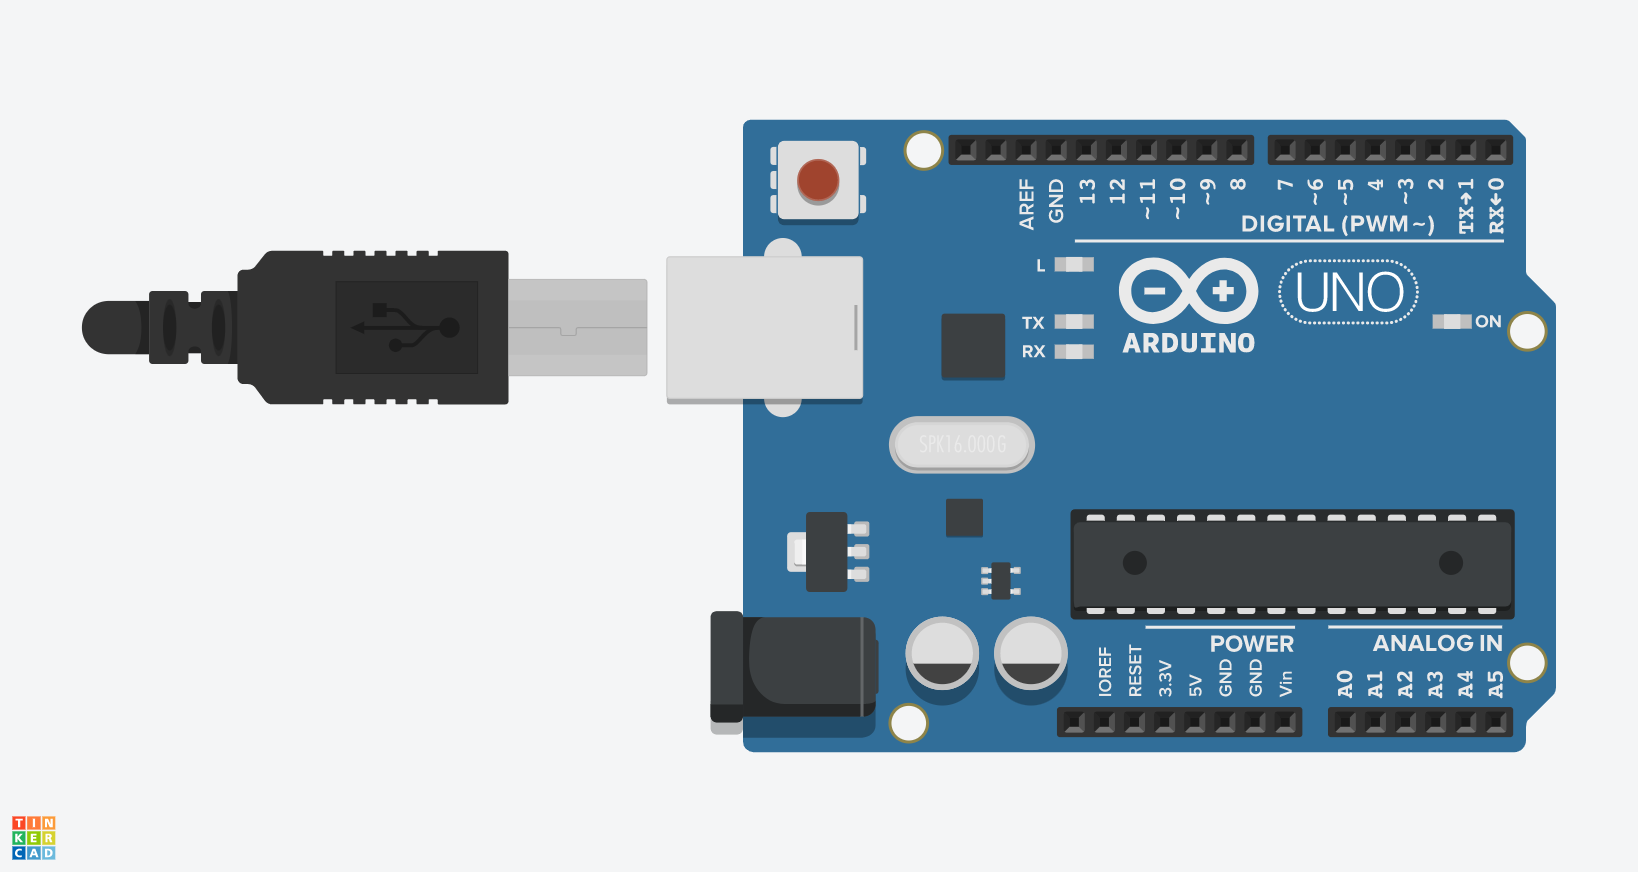 AREF
GND
13
12
~11
~10
~9
8
7
~6
~5
4
~3
2
TX→1
RX←0
DIGITAL (PWM~)
L
TX
RX
ARDUINO
UNO
ON
SPK16.000G
POWER
ANALOG IN
IOREF
RESET
3.3V
5V
GND
GND
Vin
A0
A1
A2
A3
A4
A5
TIN
KER
CAD